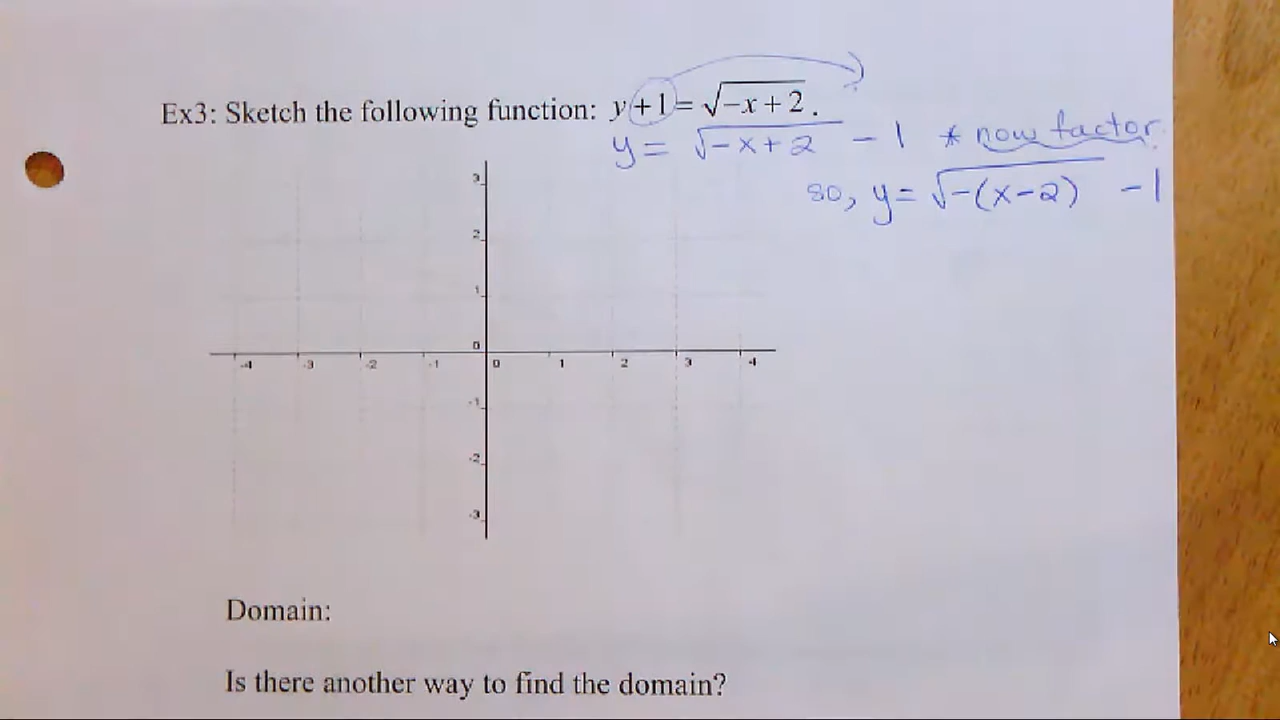 Ex3: Sketch the following function: y+1=√-x+2.
y = √-x+2 -1 * now factor.
so, y= √-(x-2) -1
3
2
1
0
-4 -3 -2 -1 0 1 2 3 4
-1
-2
-3
Domain:
Is there another way to find the domain?